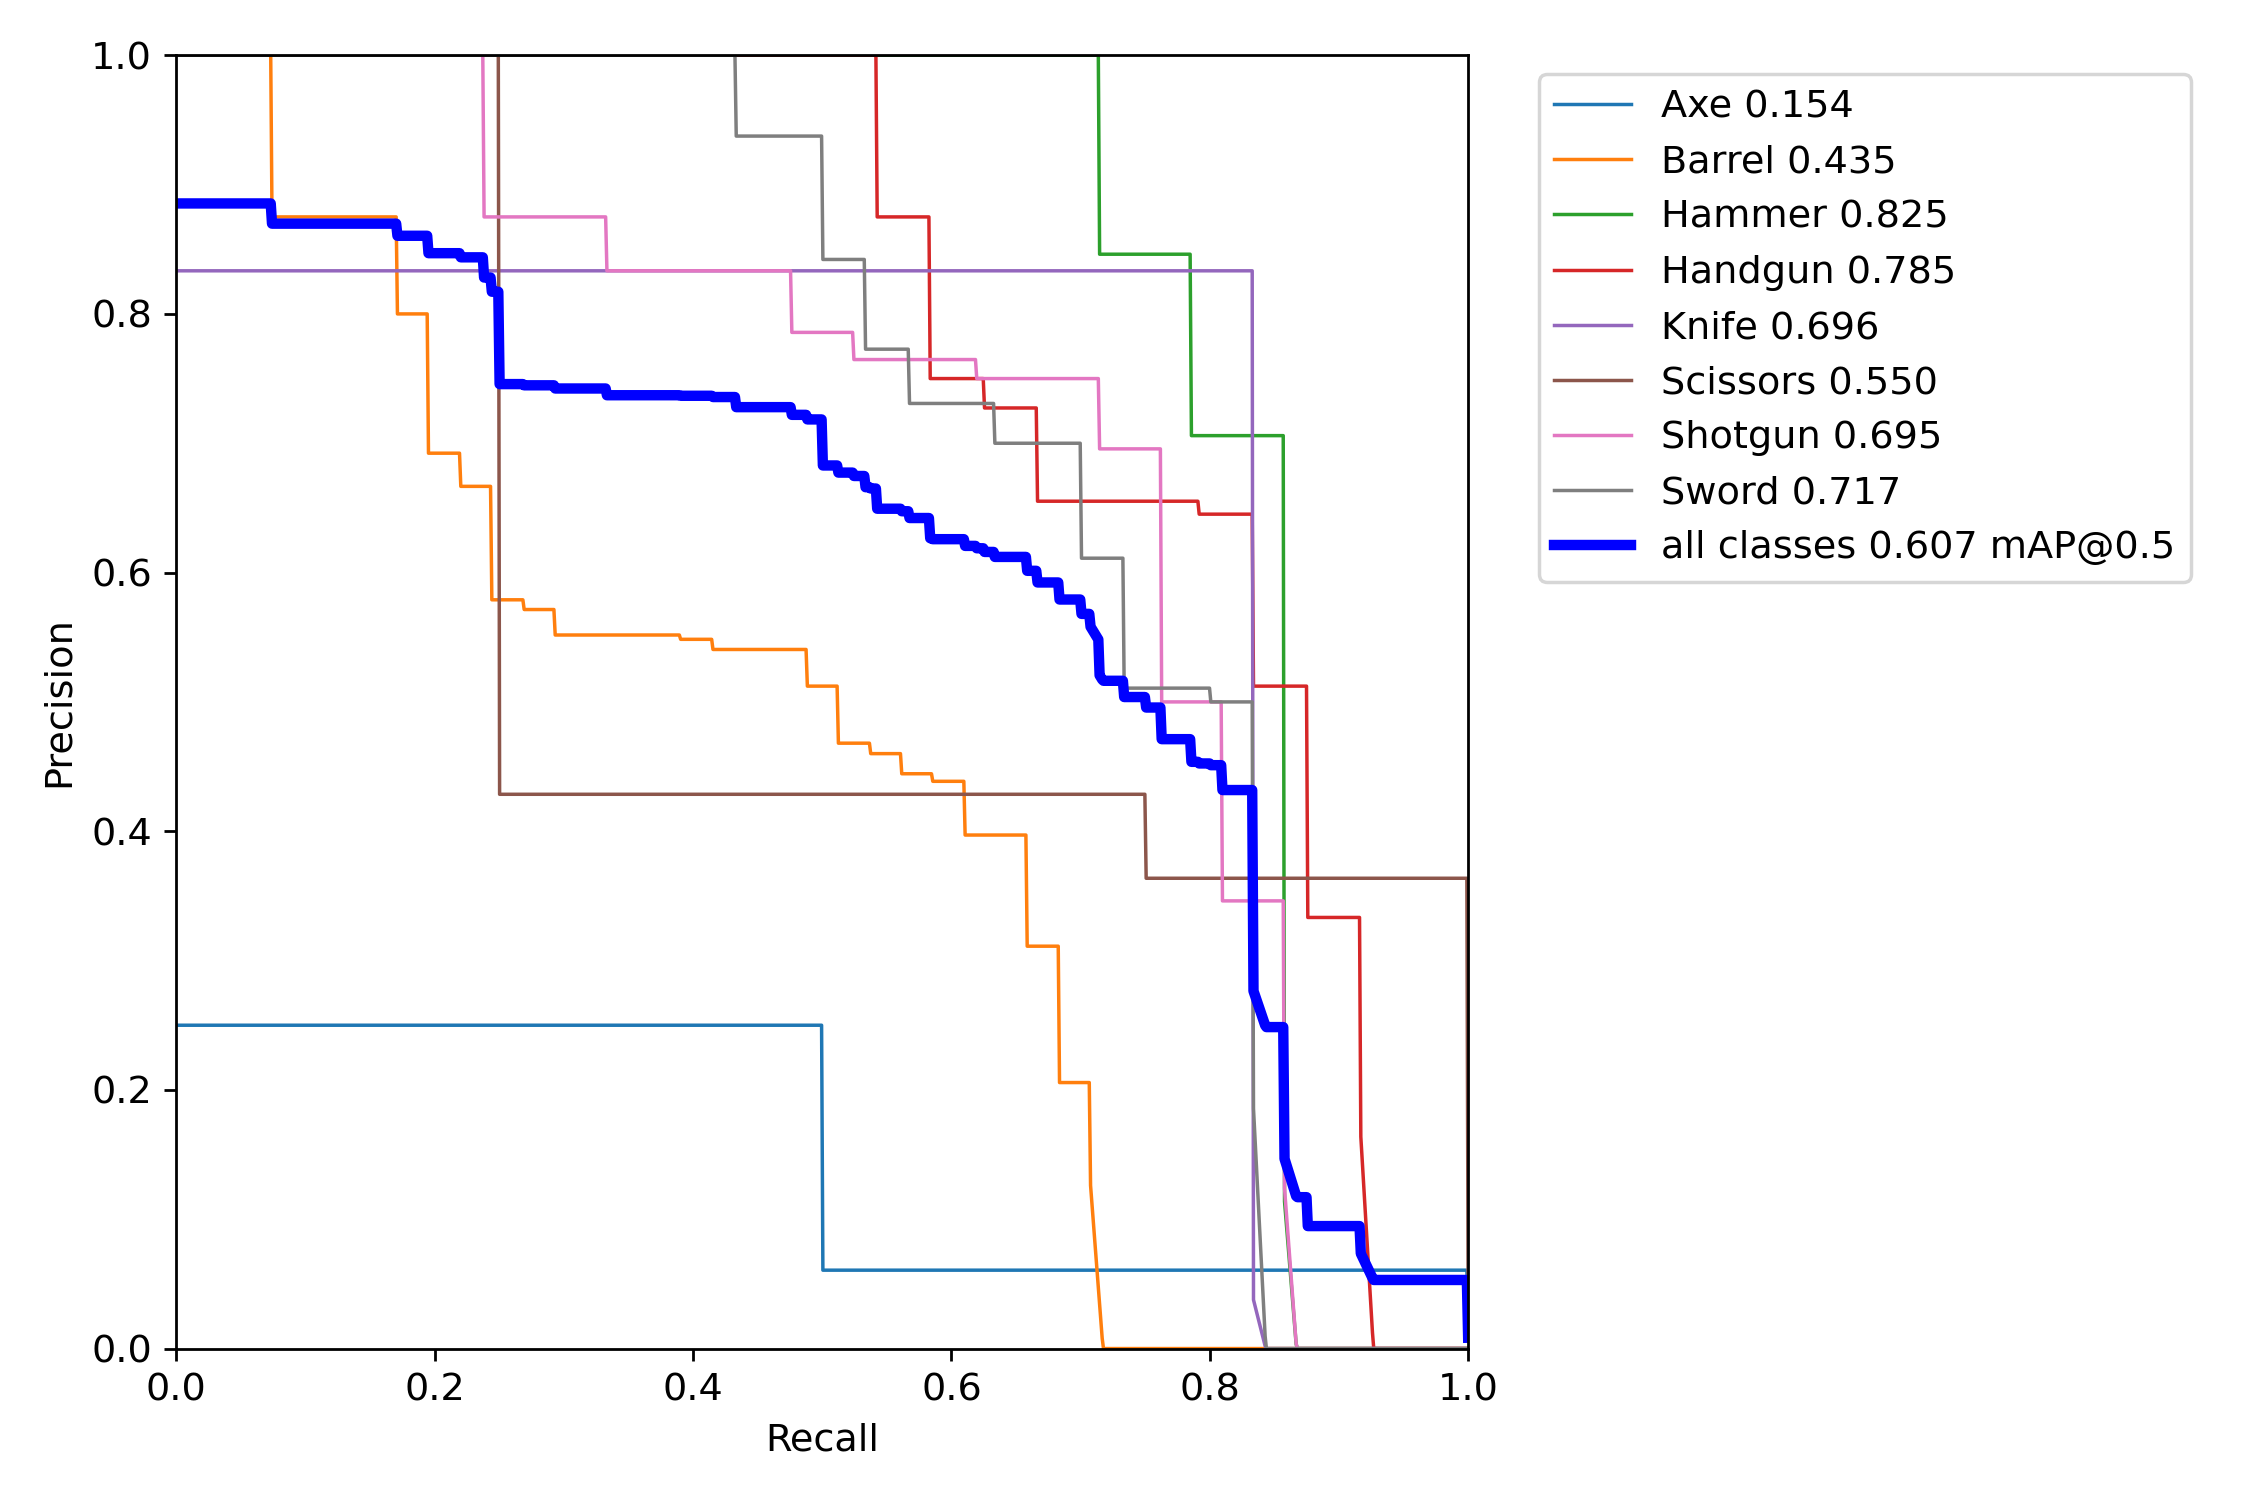 1.0
0.8
0.6
0.4
0.2
0.0
0.0 0.2 0.4 0.6 0.8 1.0
Precision
Recall
Axe 0.154
Barrel 0.435
Hammer 0.825
Handgun 0.785
Knife 0.696
Scissors 0.550
Shotgun 0.695
Sword 0.717
all classes 0.607 mAP@0.5